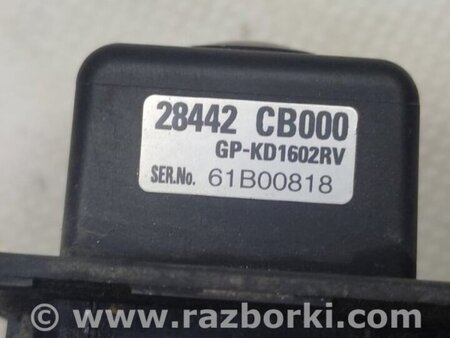 28442 CB000
GP-KD1602RV
SER.No. 61B00818
© www.razborki.com